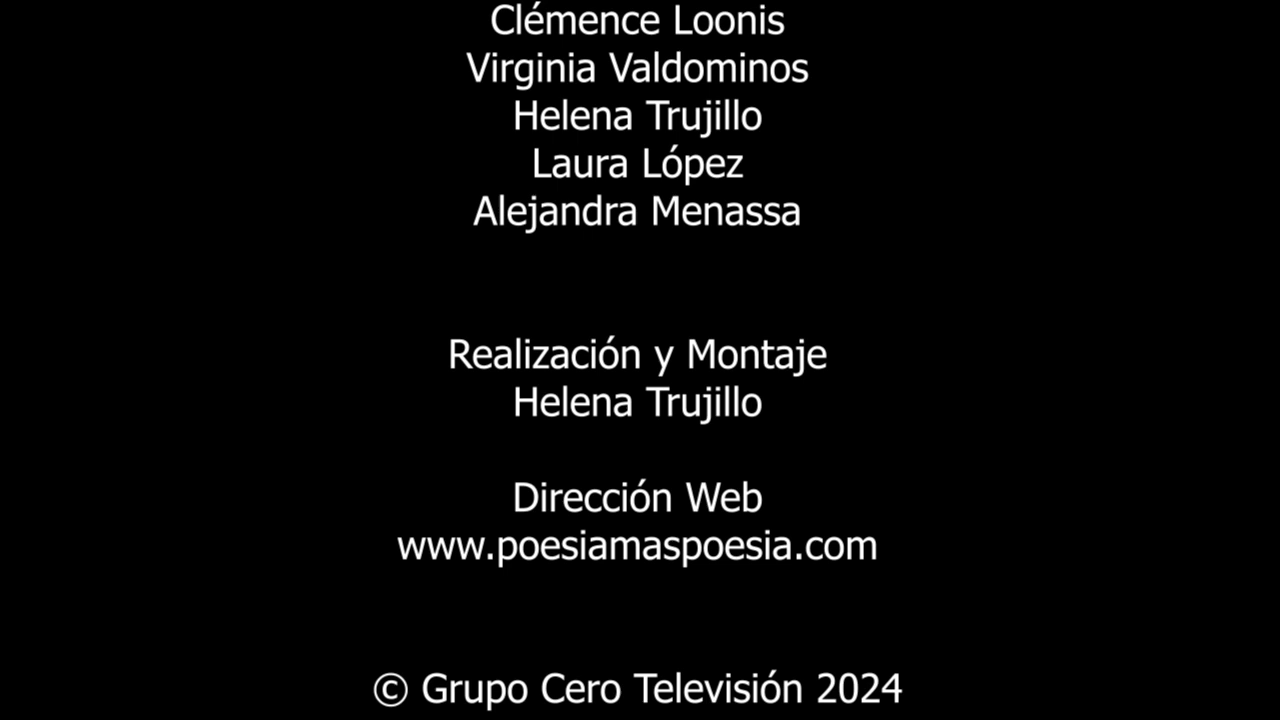 Clémence Loonis
Virginia Valdominos
Helena Trujillo
Laura López
Alejandra Menassa
Realización y Montaje
Helena Trujillo
Dirección Web
www.poesiamaspoesia.com
© Grupo Cero Televisión 2024